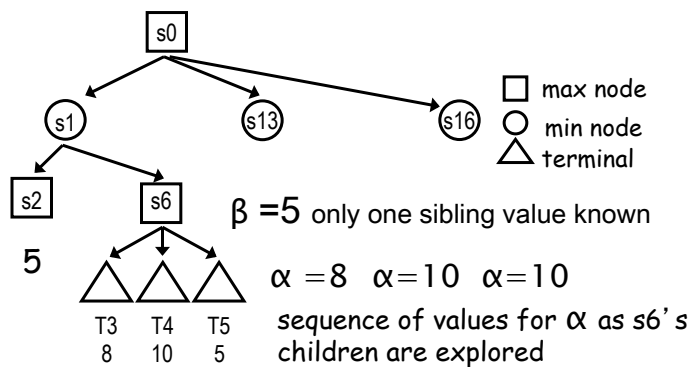 s0
max node
s1
s13
s16
min node
terminal
s2
s6
β =5 only one sibling value known
5
α =8 α=10 α=10
T3 T4 T5
sequence of values for α as s6's
8 10 5
children are explored